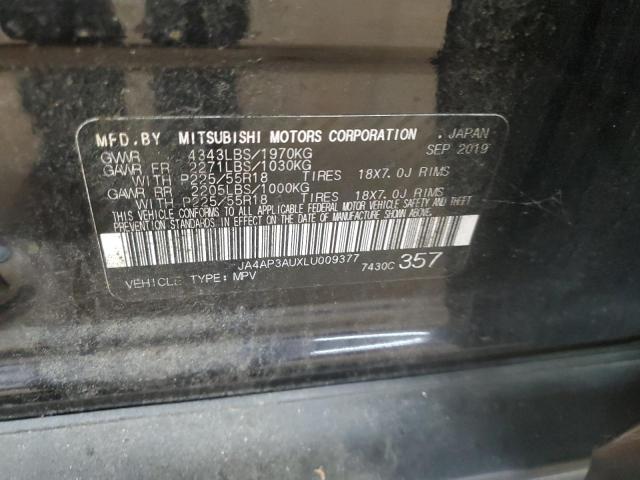 MFD. BY MITSUBISHI MOTORS CORPORATION . JAPAN
GVWR 4343LBS/1970KG SEP 2019
GAWR FR 2271LBS/1030KG
WITH P225/55R18 TIRES 18X7.0J RIMS
GAWR RR 2205LBS/1000KG
WITH P225/55R18 TIRES 18X7.0J RIMS
THIS VEHICLE CONFORMS TO ALL APPLICABLE FEDERAL MOTOR VEHICLE SAFETY AND THEFT
PREVENTION STANDARDS IN EFFECT ON THE DATE OF MANUFACTURE SHOWN ABOVE.
JA4AP3AUXLU009377
VEHICLE TYPE: MPV 7430C 357